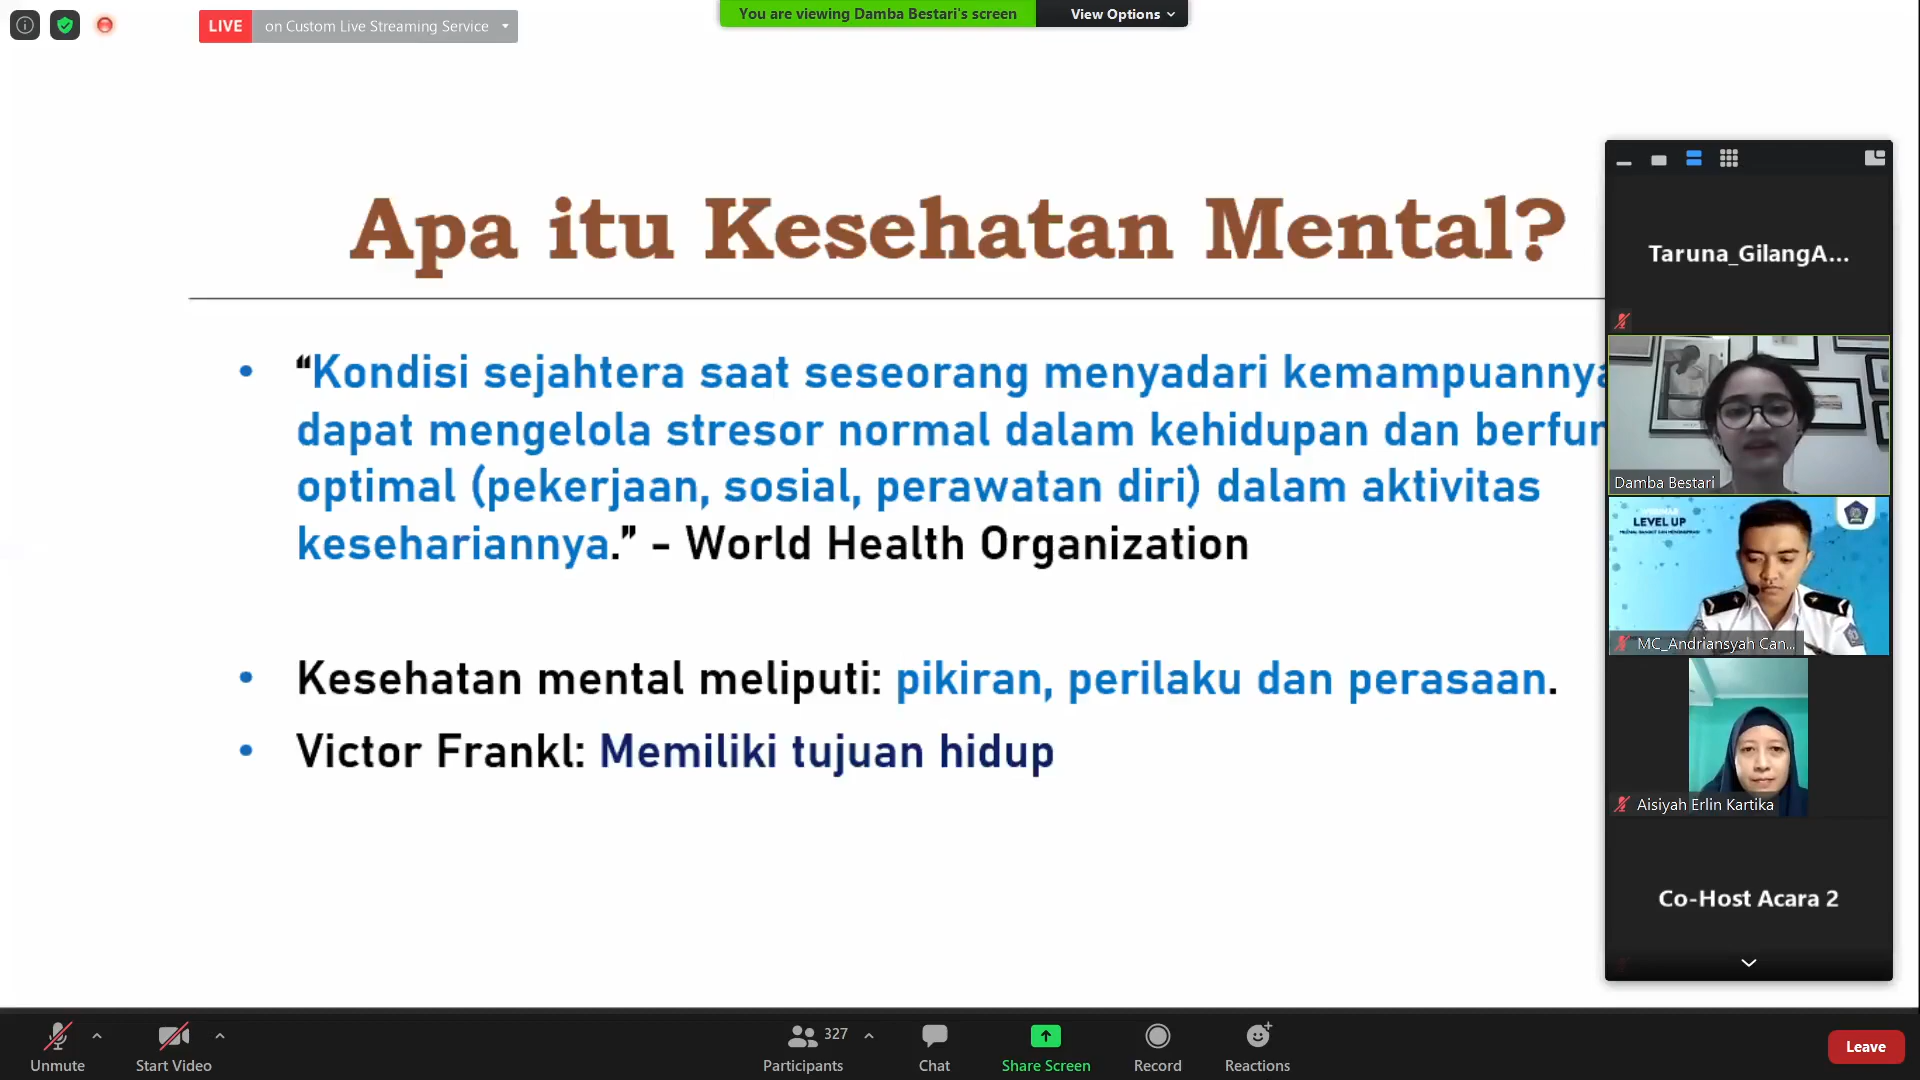 LIVE on Custom Live Streaming Service
You are viewing Damba Bestari's screen View Options
Apa itu Kesehatan Mental?
• “Kondisi sejahtera saat seseorang menyadari kemampuannya
dapat mengelola stresor normal dalam kehidupan dan berfun
optimal (pekerjaan, sosial, perawatan diri) dalam aktivitas
kesehariannya.” – World Health Organization
• Kesehatan mental meliputi: pikiran, perilaku dan perasaan.
• Victor Frankl: Memiliki tujuan hidup
Taruna_GilangA...
Damba Bestari
LEVEL UP
MC_Andriansyah Can...
Aisiyah Erlin Kartika
Co-Host Acara 2
Unmute
Start Video
327
Participants
Chat
Share Screen
Record
Reactions
Leave